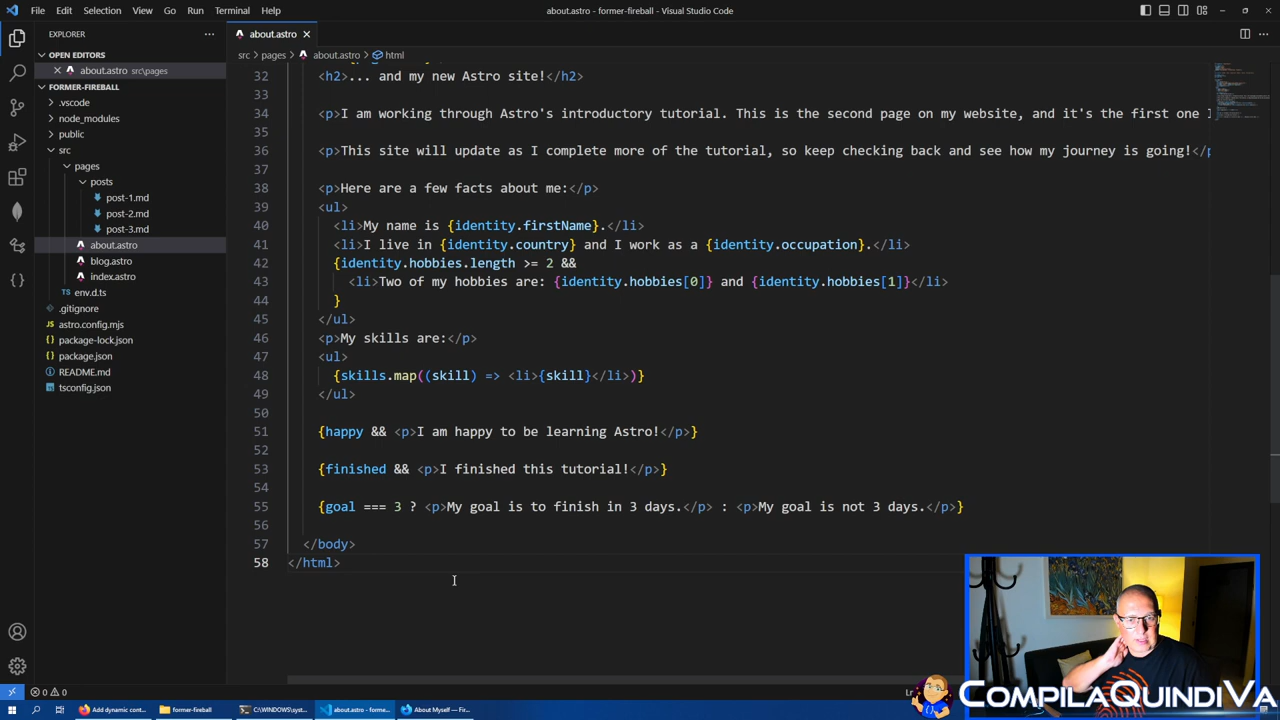 File Edit Selection View Go Run Terminal Help
about.astro - former-fireball - Visual Studio Code
EXPLORER
OPEN EDITORS
about.astro src\pages
FORMER-FIREBALL
.vscode
node_modules
public
src
pages
posts
post-1.md
post-2.md
post-3.md
about.astro
blog.astro
index.astro
TS env.d.ts
.gitignore
astro.config.mjs
package-lock.json
package.json
README.md
tsconfig.json
about.astro
src > pages > about.astro > html
32 <h2>... and my new Astro site!</h2>
33
34 <p>I am working through Astro's introductory tutorial. This is the second page on my website, and it's the first one I
35
36 <p>This site will update as I complete more of the tutorial, so keep checking back and see how my journey is going!</p
37
38 <p>Here are a few facts about me:</p>
39 <ul>
40 <li>My name is {identity.firstName}.</li>
41 <li>I live in {identity.country} and I work as a {identity.occupation}.</li>
42 {identity.hobbies.length >= 2 &&
43 <li>Two of my hobbies are: {identity.hobbies[0]} and {identity.hobbies[1]}</li>
44 }
45 </ul>
46 <p>My skills are:</p>
47 <ul>
48 {skills.map((skill) => <li>{skill}</li>)}
49 </ul>
50
51 {happy && <p>I am happy to be learning Astro!</p>}
52
53 {finished && <p>I finished this tutorial!</p>}
54
55 {goal === 3 ? <p>My goal is to finish in 3 days.</p> : <p>My goal is not 3 days.</p>}
56
57 </body>
58 </html>
0 0
Ln
Add dynamic cont... former-fireball C:\WINDOWS\syst... about.astro - forme... About Myself — Fir...
COMPILAQUINDIVA